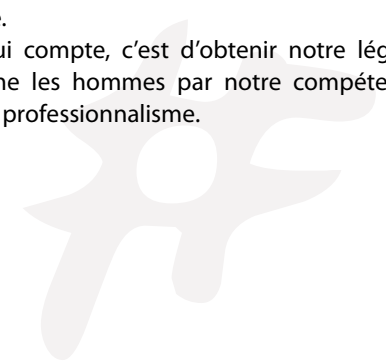 .
ui compte, c'est d'obtenir notre lég
ne les hommes par notre compéte
professionnalisme.